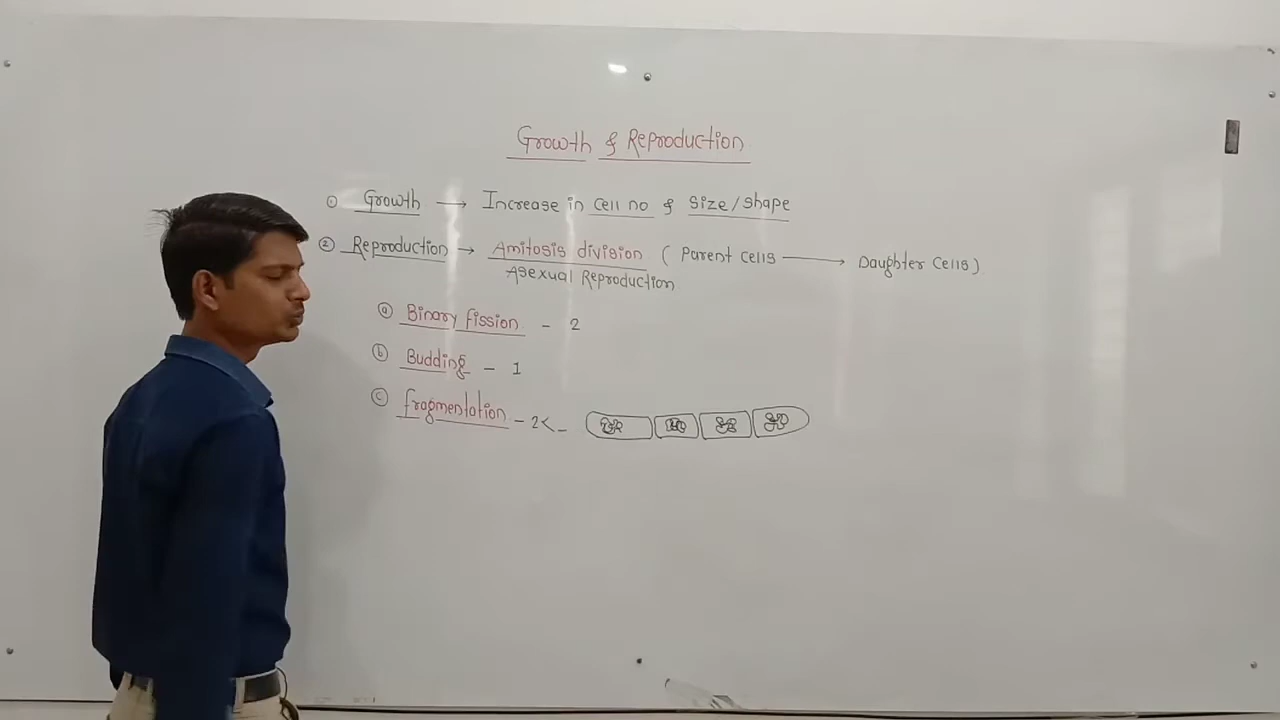 Growth & Reproduction
① Growth → Increase in cell no & Size/shape
② Reproduction → Amitosis division ( Parent cells → Daughter cells)
Asexual Reproduction
ⓐ Binary fission - 2
ⓑ Budding - 1
ⓒ fragmentation - 2< -